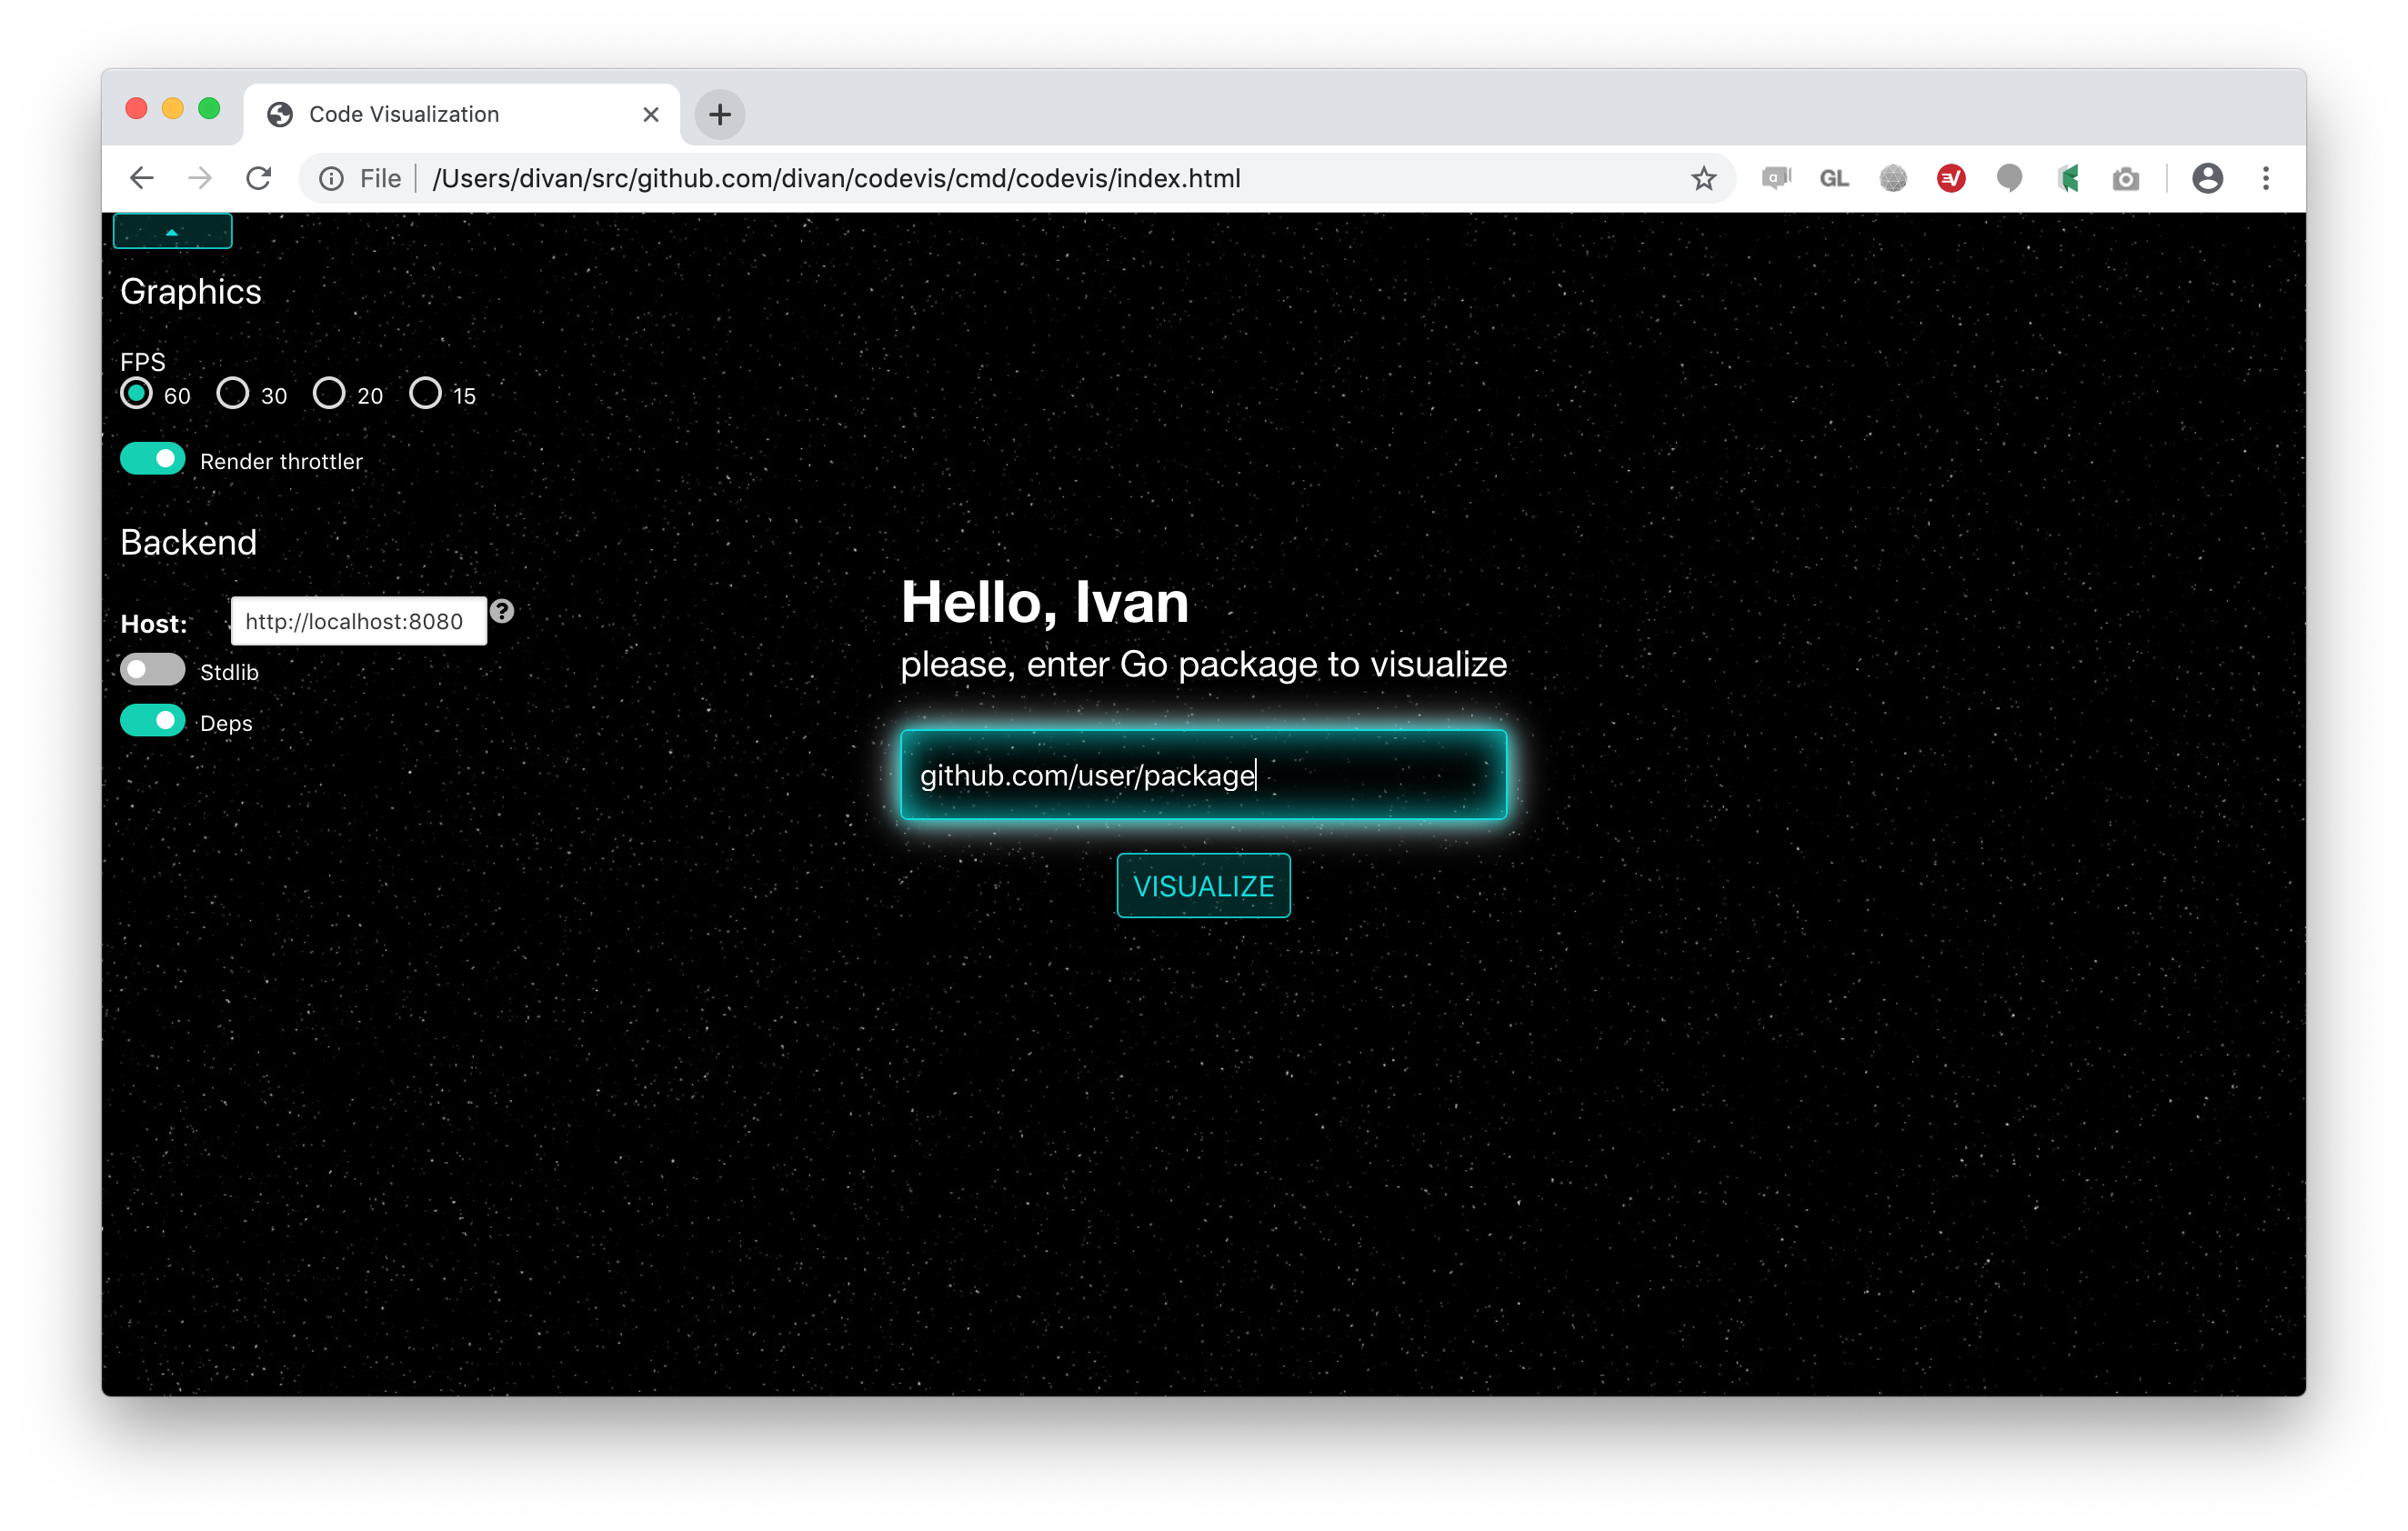 Code Visualization
File /Users/divan/src/github.com/divan/codevis/cmd/codevis/index.html
a GL
Graphics
FPS
60 30 20 15
Render throttler
Backend
Host: http://localhost:8080 ?
Stdlib
Deps
Hello, Ivan
please, enter Go package to visualize
github.com/user/package
VISUALIZE